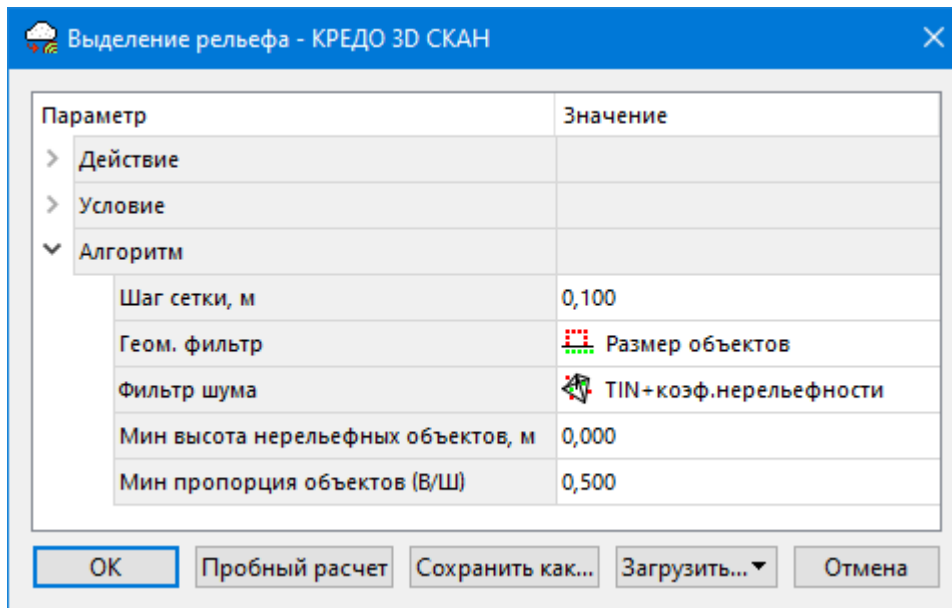 Выделение рельефа - КРЕДО 3D СКАН
Параметр Значение
Действие
Условие
Алгоритм
Шаг сетки, м 0,100
Геом. фильтр Размер объектов
Фильтр шума TIN+коэф.нерельефности
Мин высота нерельефных объектов, м 0,000
Мин пропорция объектов (В/Ш) 0,500
ОК Пробный расчет Сохранить как... Загрузить... Отмена